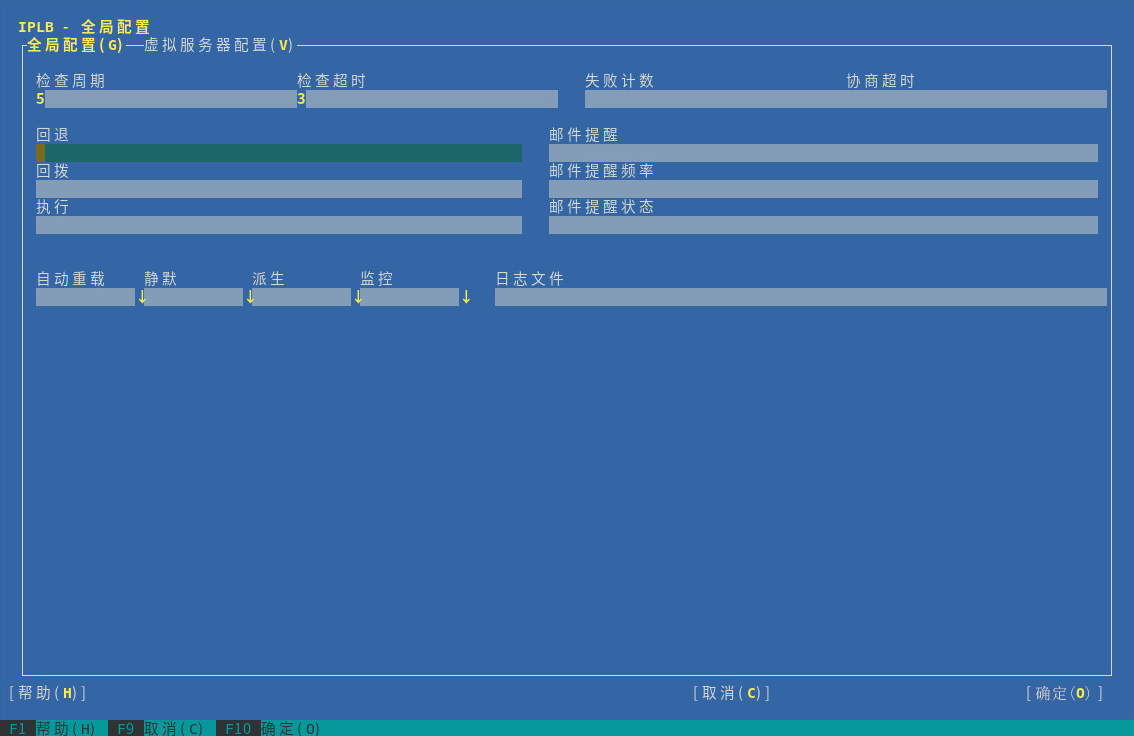 IPLB - 全局配置
全局配置(G) 虚拟服务器配置(V)
检查周期 检查超时 失败计数 协商超时
5 3
回退 邮件提醒
回拨 邮件提醒频率
执行 邮件提醒状态
自动重载 静默 派生 监控 日志文件
↓ ↓ ↓ ↓
[帮助(H)] [取消(C)] [确定(O)]
F1 帮助(H) F9 取消(C) F10 确定(O)